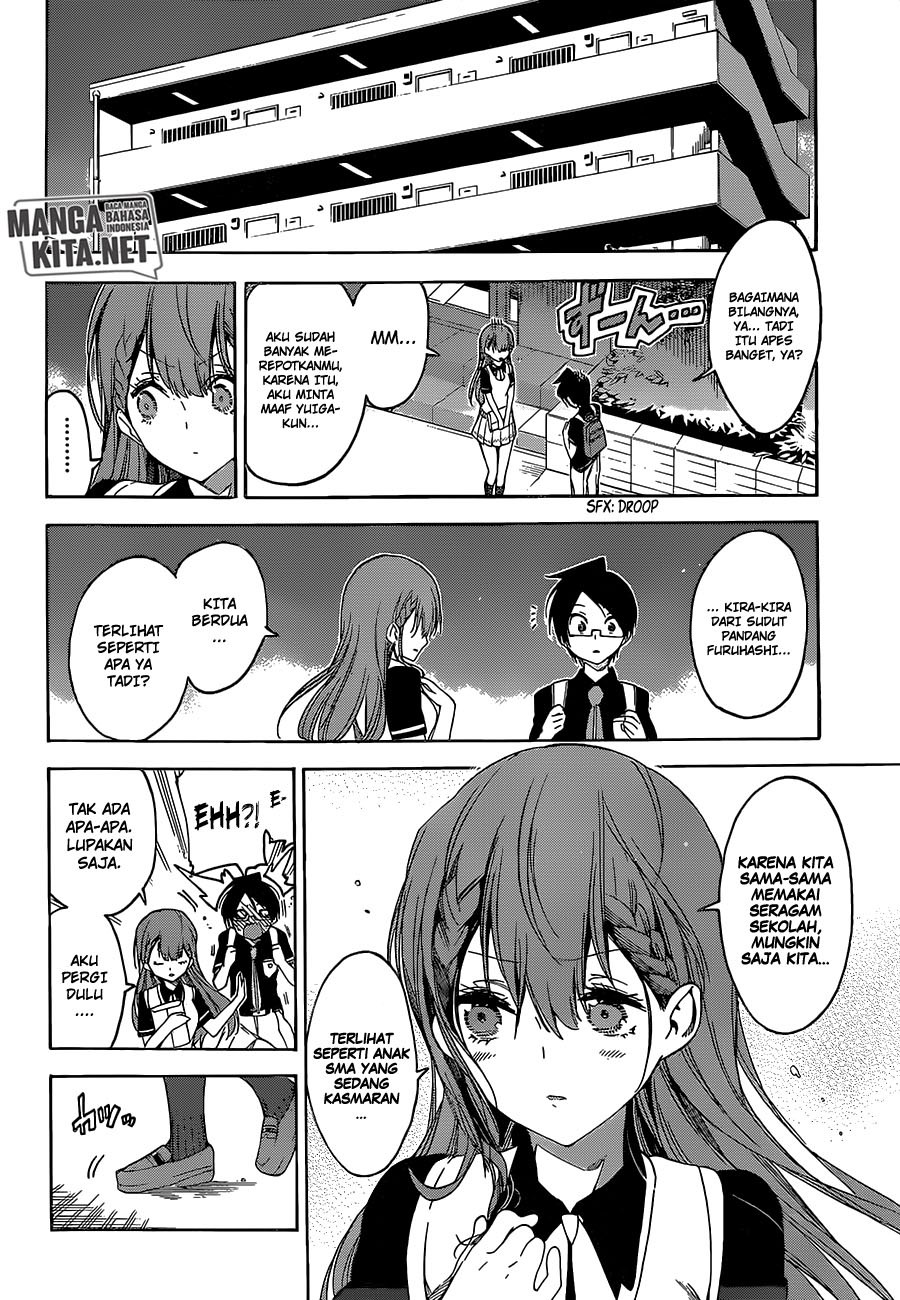 MANGA
KITA.NET
BACA MANGA
BAHASA
INDONESIA
BAGAIMANA
BILANGNYA,
YA... TADI
ITU APES
BANGET, YA?
ずーん…
SFX: DROOP
MM...
AKU SUDAH
BANYAK ME-
REPOTKANMU,
KARENA ITU,
AKU MINTA
MAAF YUIGA-
KUN...
........
... KIRA-KIRA
DARI SUDUT
PANDANG
FURUHASHI...
KITA
BERDUA
...
TERLIHAT
SEPERTI
APA YA
TADI?
KARENA KITA
SAMA-SAMA
MEMAKAI
SERAGAM
SEKOLAH,
MUNGKIN
SAJA KITA...
TERLIHAT
SEPERTI ANAK
SMA YANG
SEDANG
KASMARAN
...
E-
EHH?!
TAK ADA
APA-APA.
LUPAKAN
SAJA.
AKU
PERGI
DULU
....